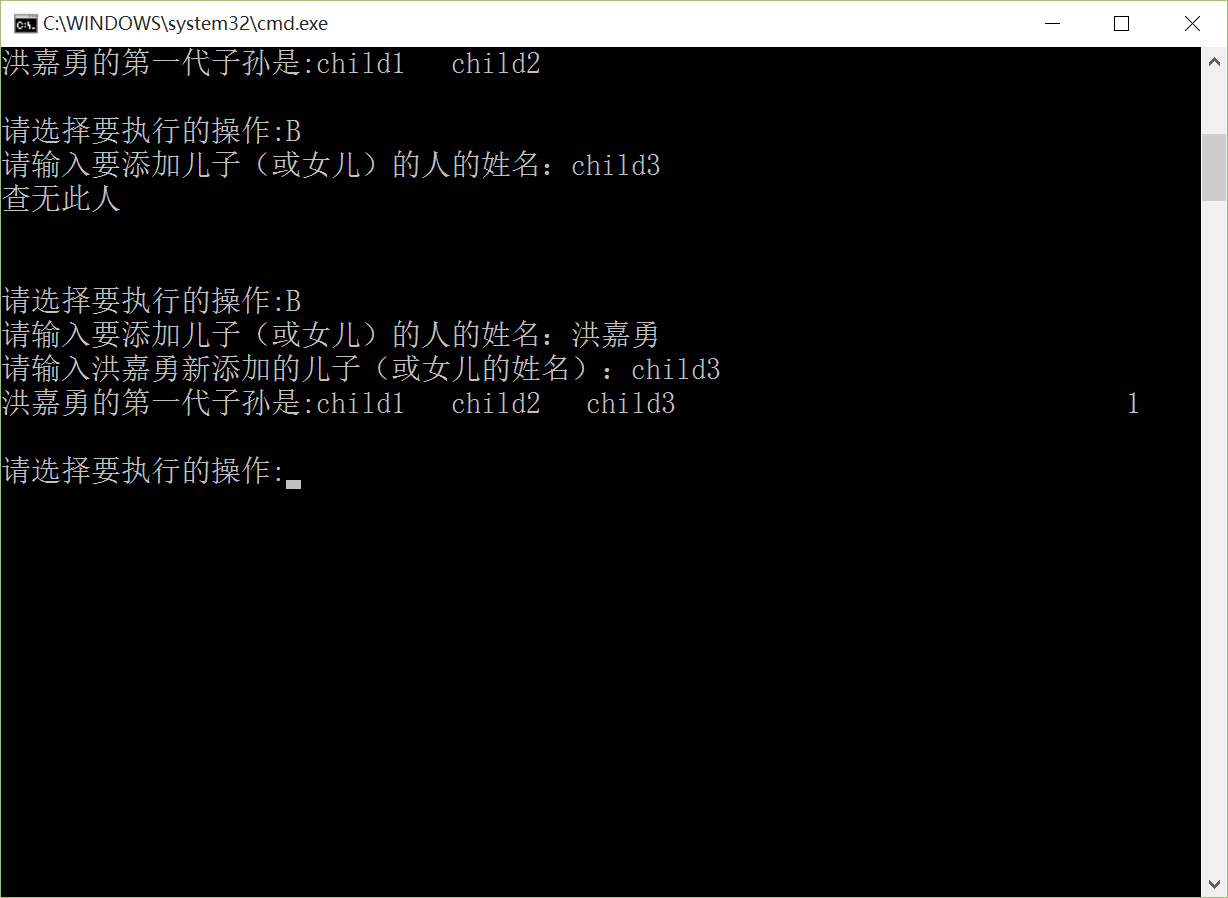 C:\WINDOWS\system32\cmd.exe
洪嘉勇的第一代子孙是:child1   child2
请选择要执行的操作:B
请输入要添加儿子（或女儿）的人的姓名：child3
查无此人
请选择要执行的操作:B
请输入要添加儿子（或女儿）的人的姓名：洪嘉勇
请输入洪嘉勇新添加的儿子（或女儿的姓名）：child3
洪嘉勇的第一代子孙是:child1   child2   child3                              1
请选择要执行的操作: